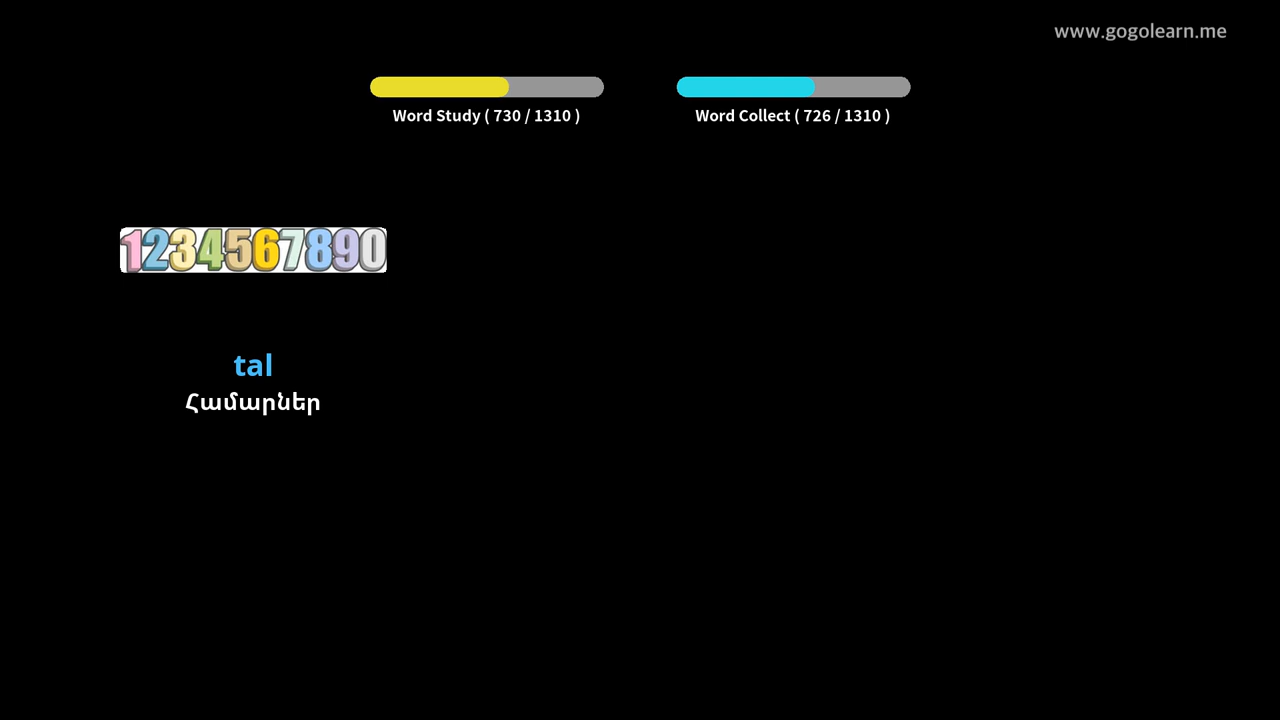 www.gogolearn.me
Word Study ( 730 / 1310 )
Word Collect ( 726 / 1310 )
1234567890
tal
Համարներ